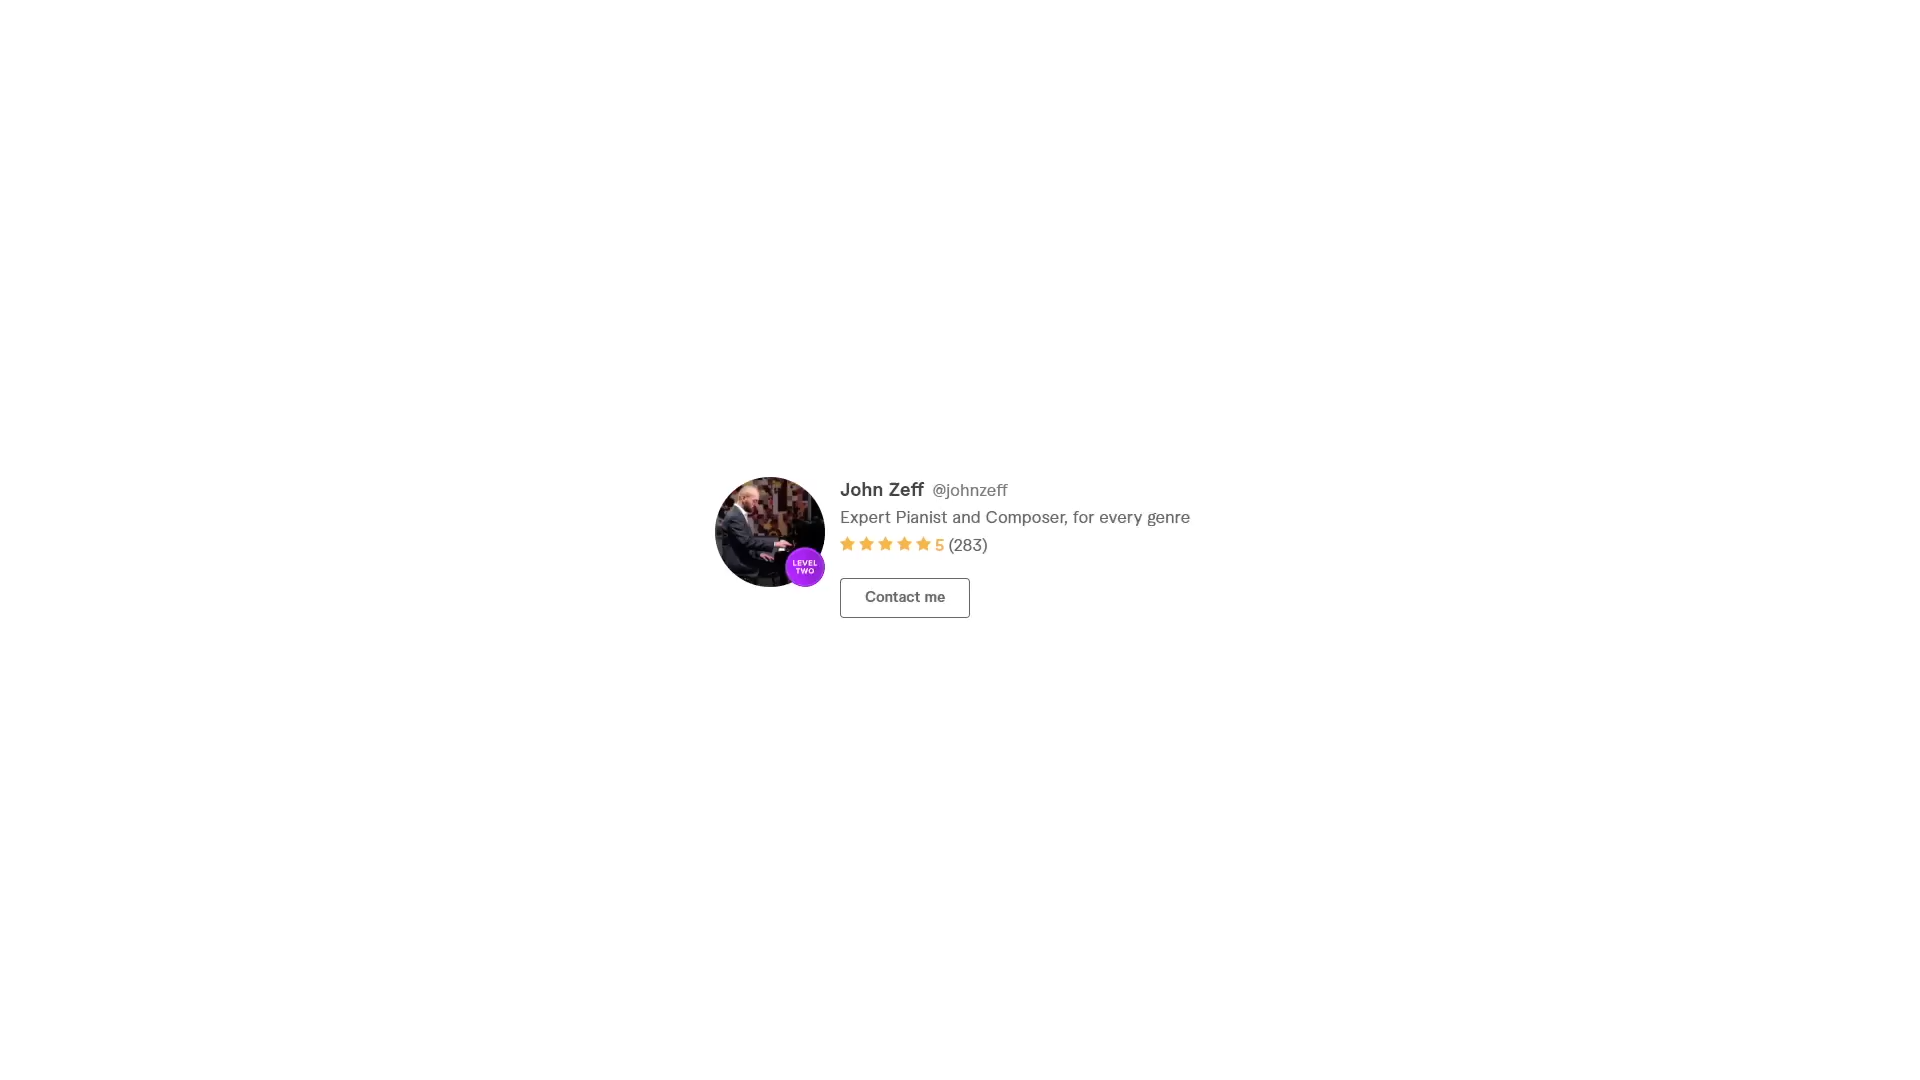 John Zeff @johnzeff
Expert Pianist and Composer, for every genre
5 (283)
LEVEL
TWO
Contact me